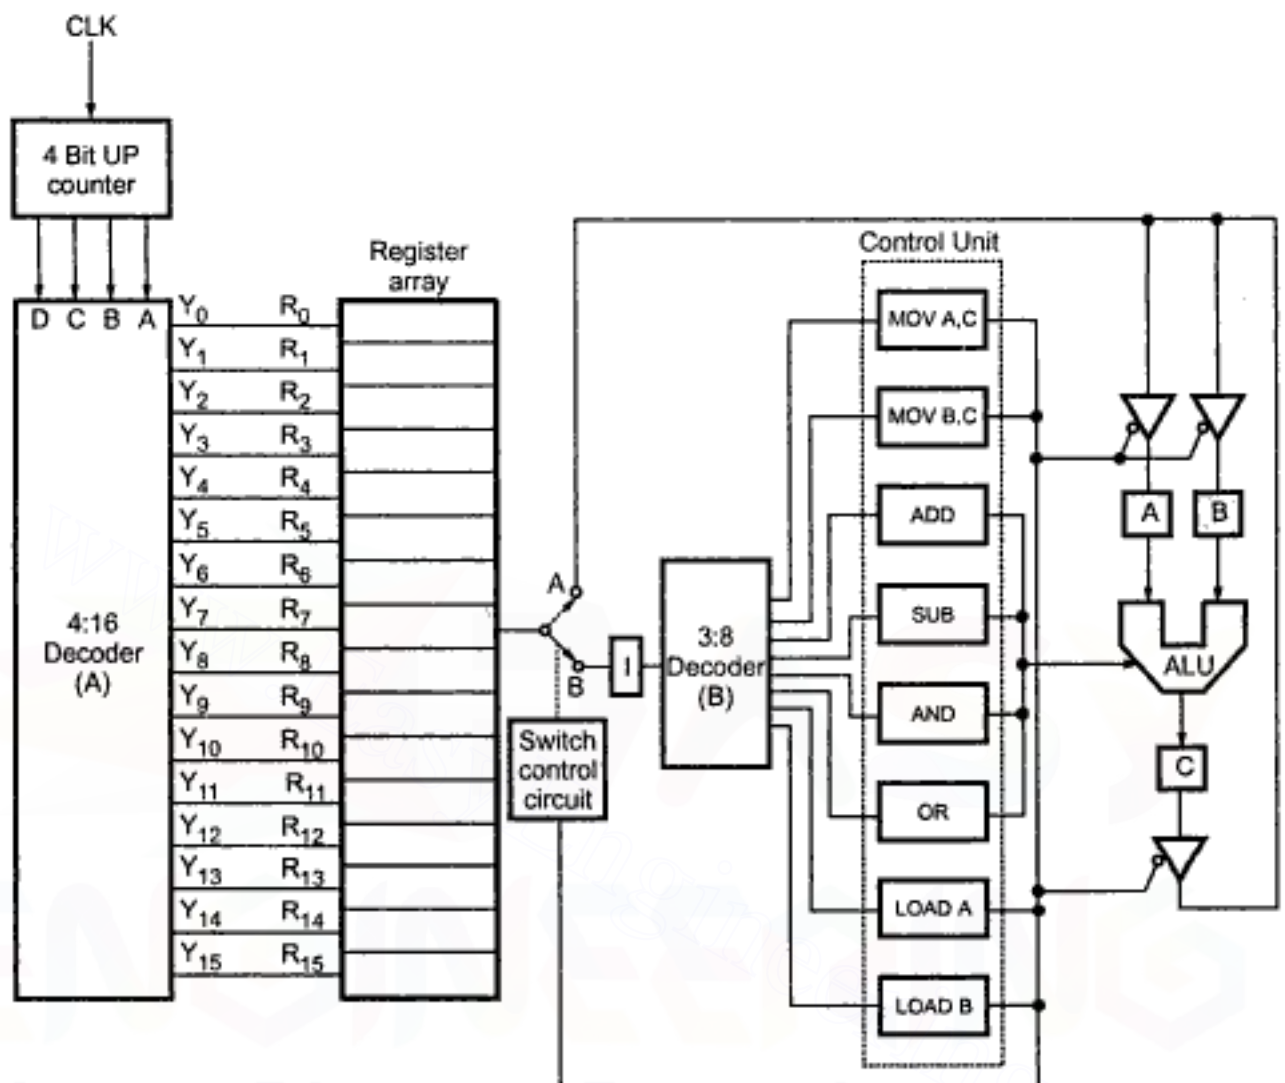 CLK
4 Bit UP
counter
Register
array
Control Unit
D C B A
Y0 R0
Y1 R1
Y2 R2
Y3 R3
Y4 R4
Y5 R5
Y6 R6
Y7 R7
Y8 R8
Y9 R9
Y10 R10
Y11 R11
Y12 R12
Y13 R13
Y14 R14
Y15 R15
4:16
Decoder
(A)
A
B
Switch
control
circuit
I
3:8
Decoder
(B)
MOV A,C
MOV B,C
ADD
SUB
AND
OR
LOAD A
LOAD B
A
B
ALU
C
ENGINEERING